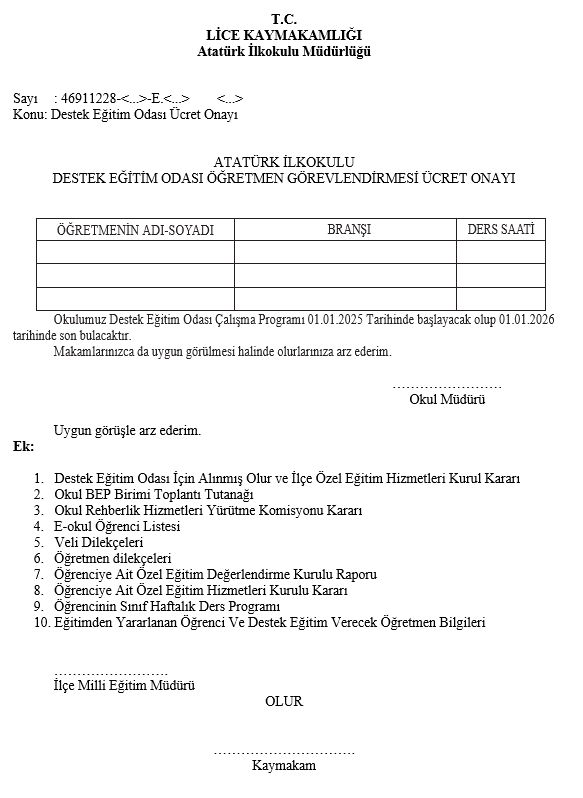 T.C.
LİCE KAYMAKAMLIĞI
Atatürk İlkokulu Müdürlüğü
Sayı : 46911228-<...>-E.<...> <...>
Konu: Destek Eğitim Odası Ücret Onayı
ATATÜRK İLKOKULU
DESTEK EĞİTİM ODASI ÖĞRETMEN GÖREVLENDİRMESİ ÜCRET ONAYI
ÖĞRETMENİN ADI-SOYADI BRANŞI DERS SAATİ
Okulumuz Destek Eğitim Odası Çalışma Programı 01.01.2025 Tarihinde başlayacak olup 01.01.2026
tarihinde son bulacaktır.
Makamlarınızca da uygun görülmesi halinde olurlarınıza arz ederim.
……………………
Okul Müdürü
Uygun görüşle arz ederim.
Ek:
1. Destek Eğitim Odası İçin Alınmış Olur ve İlçe Özel Eğitim Hizmetleri Kurul Kararı
2. Okul BEP Birimi Toplantı Tutanağı
3. Okul Rehberlik Hizmetleri Yürütme Komisyonu Kararı
4. E-okul Öğrenci Listesi
5. Veli Dilekçeleri
6. Öğretmen dilekçeleri
7. Öğrenciye Ait Özel Eğitim Değerlendirme Kurulu Raporu
8. Öğrenciye Ait Özel Eğitim Hizmetleri Kurulu Kararı
9. Öğrencinin Sınıf Haftalık Ders Programı
10. Eğitimden Yararlanan Öğrenci Ve Destek Eğitim Verecek Öğretmen Bilgileri
…………………….
İlçe Milli Eğitim Müdürü
OLUR
………………………….
Kaymakam